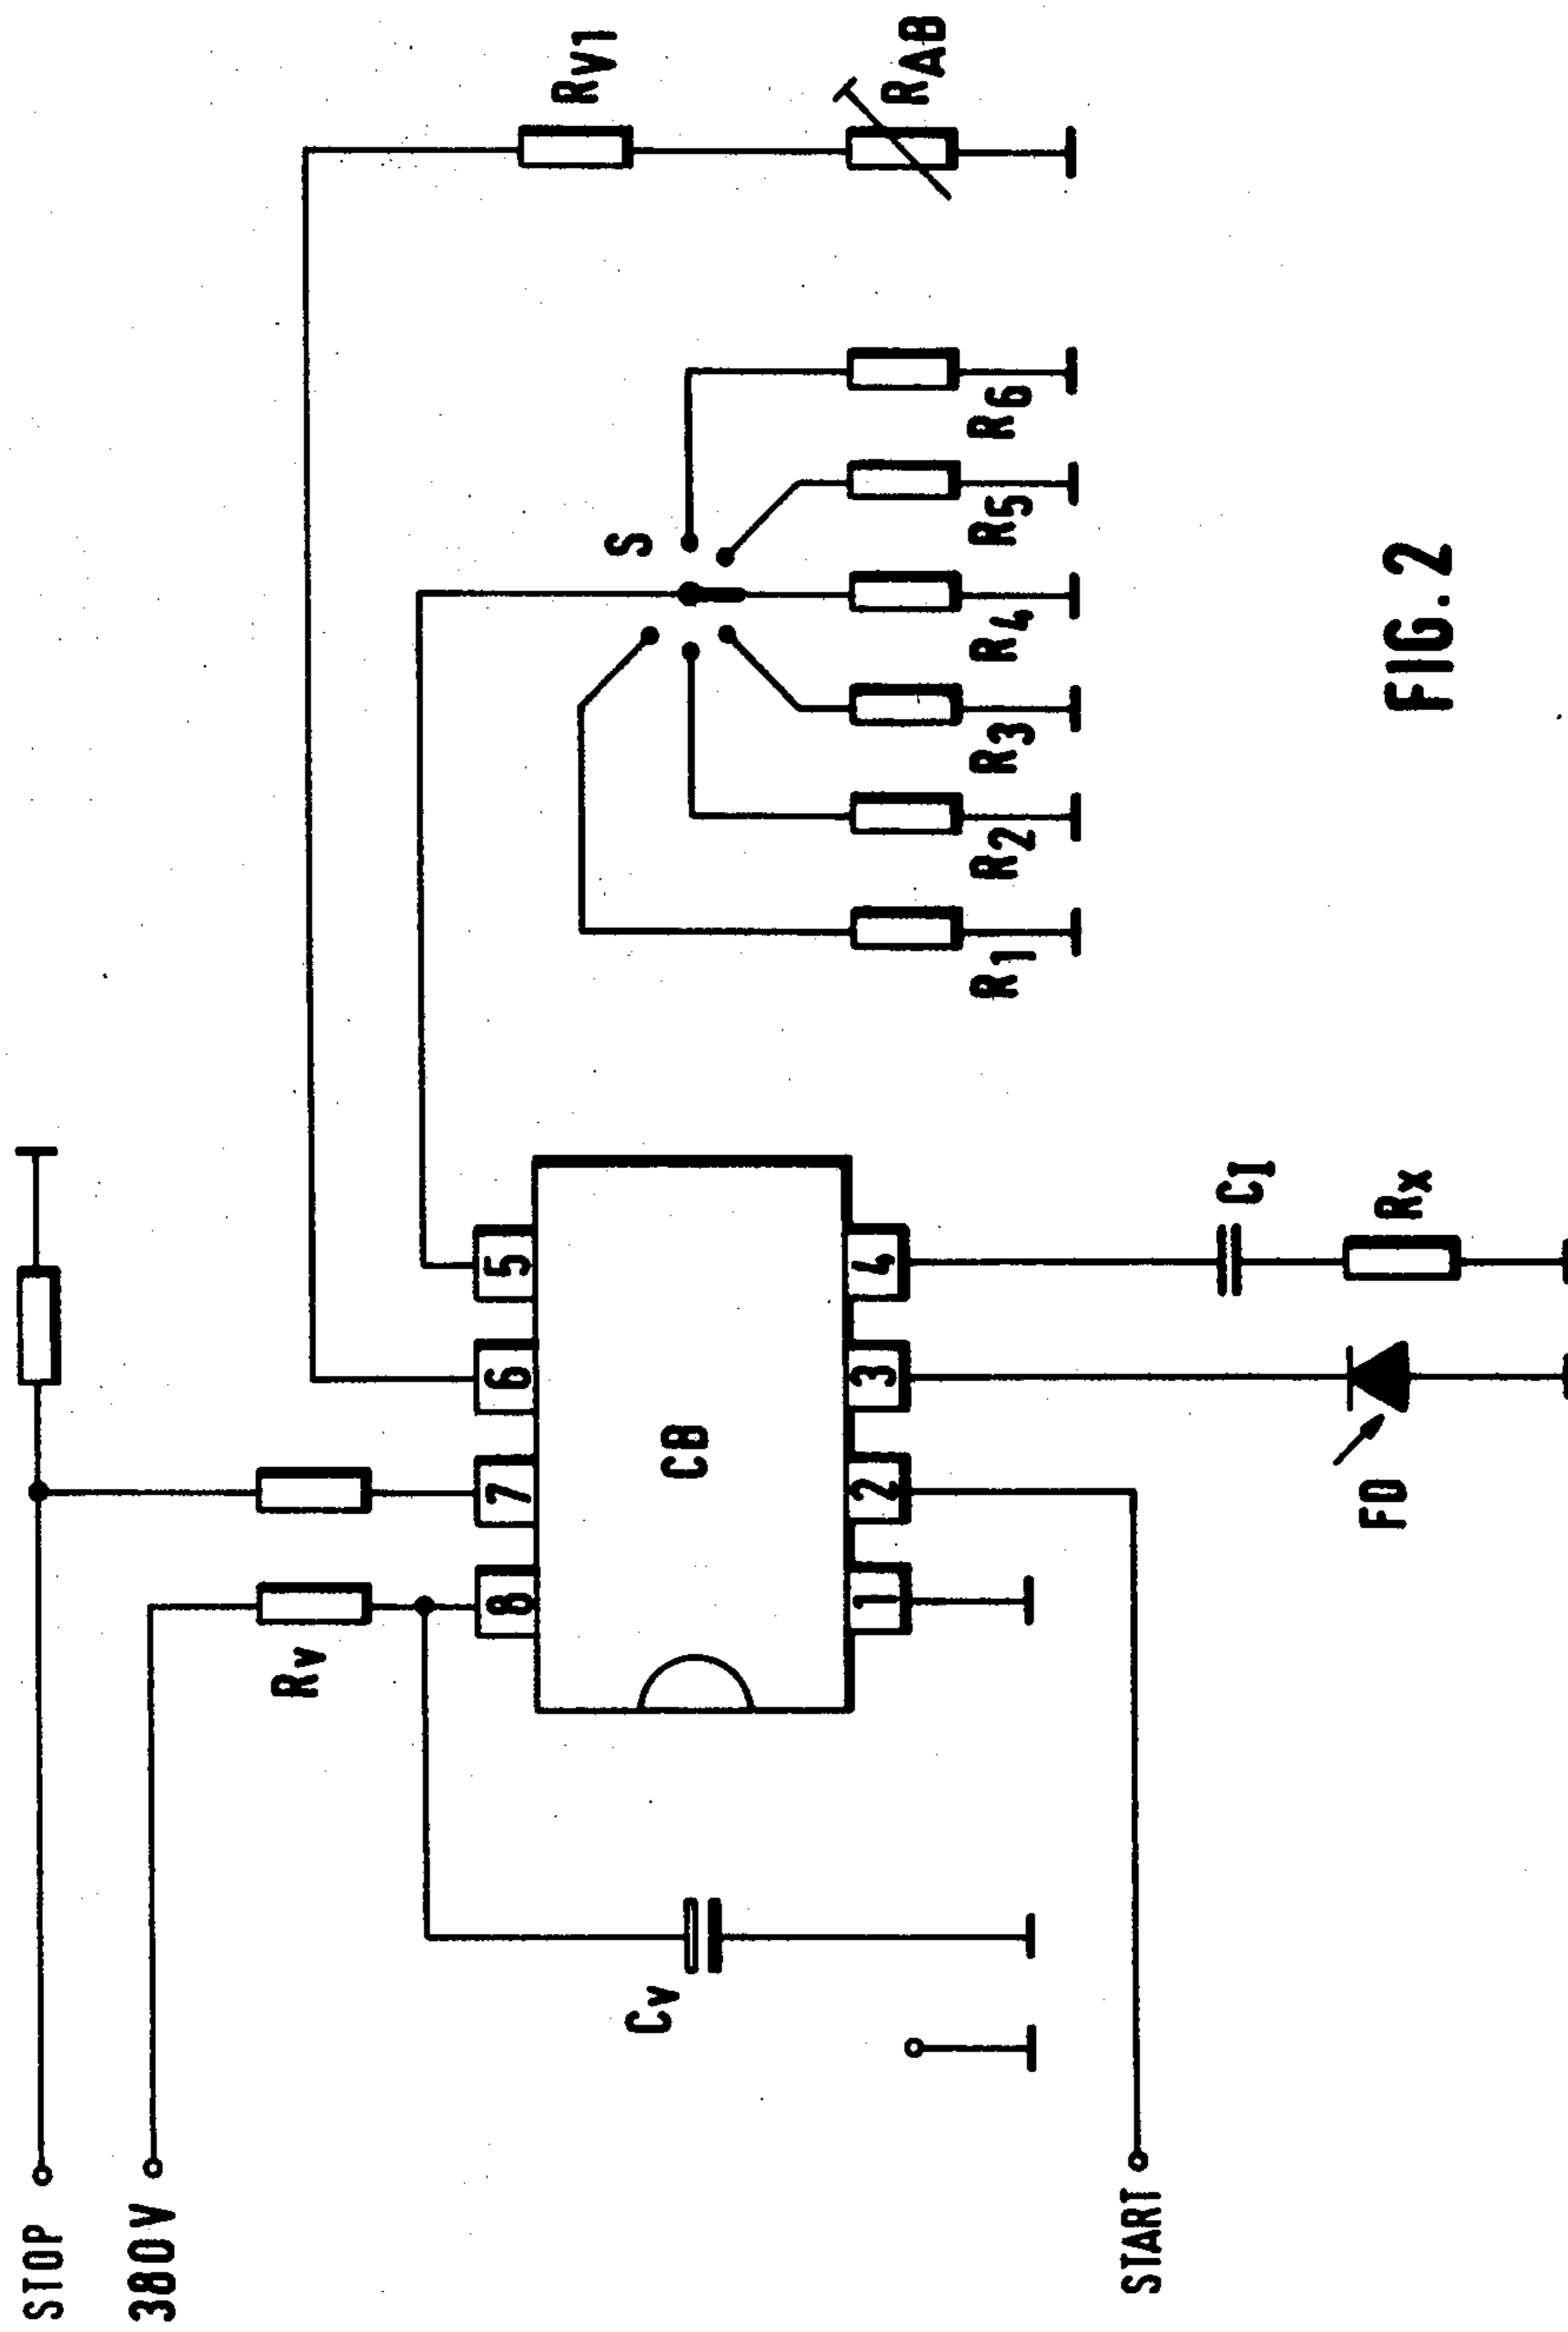 STOP
380V
Rv
Cv
8
7
6
5
CB
1
2
3
4
START
FD
CI
Rx
S
R1
R2
R3
R4
R5
R6
RV1
RAB
FIG. 2